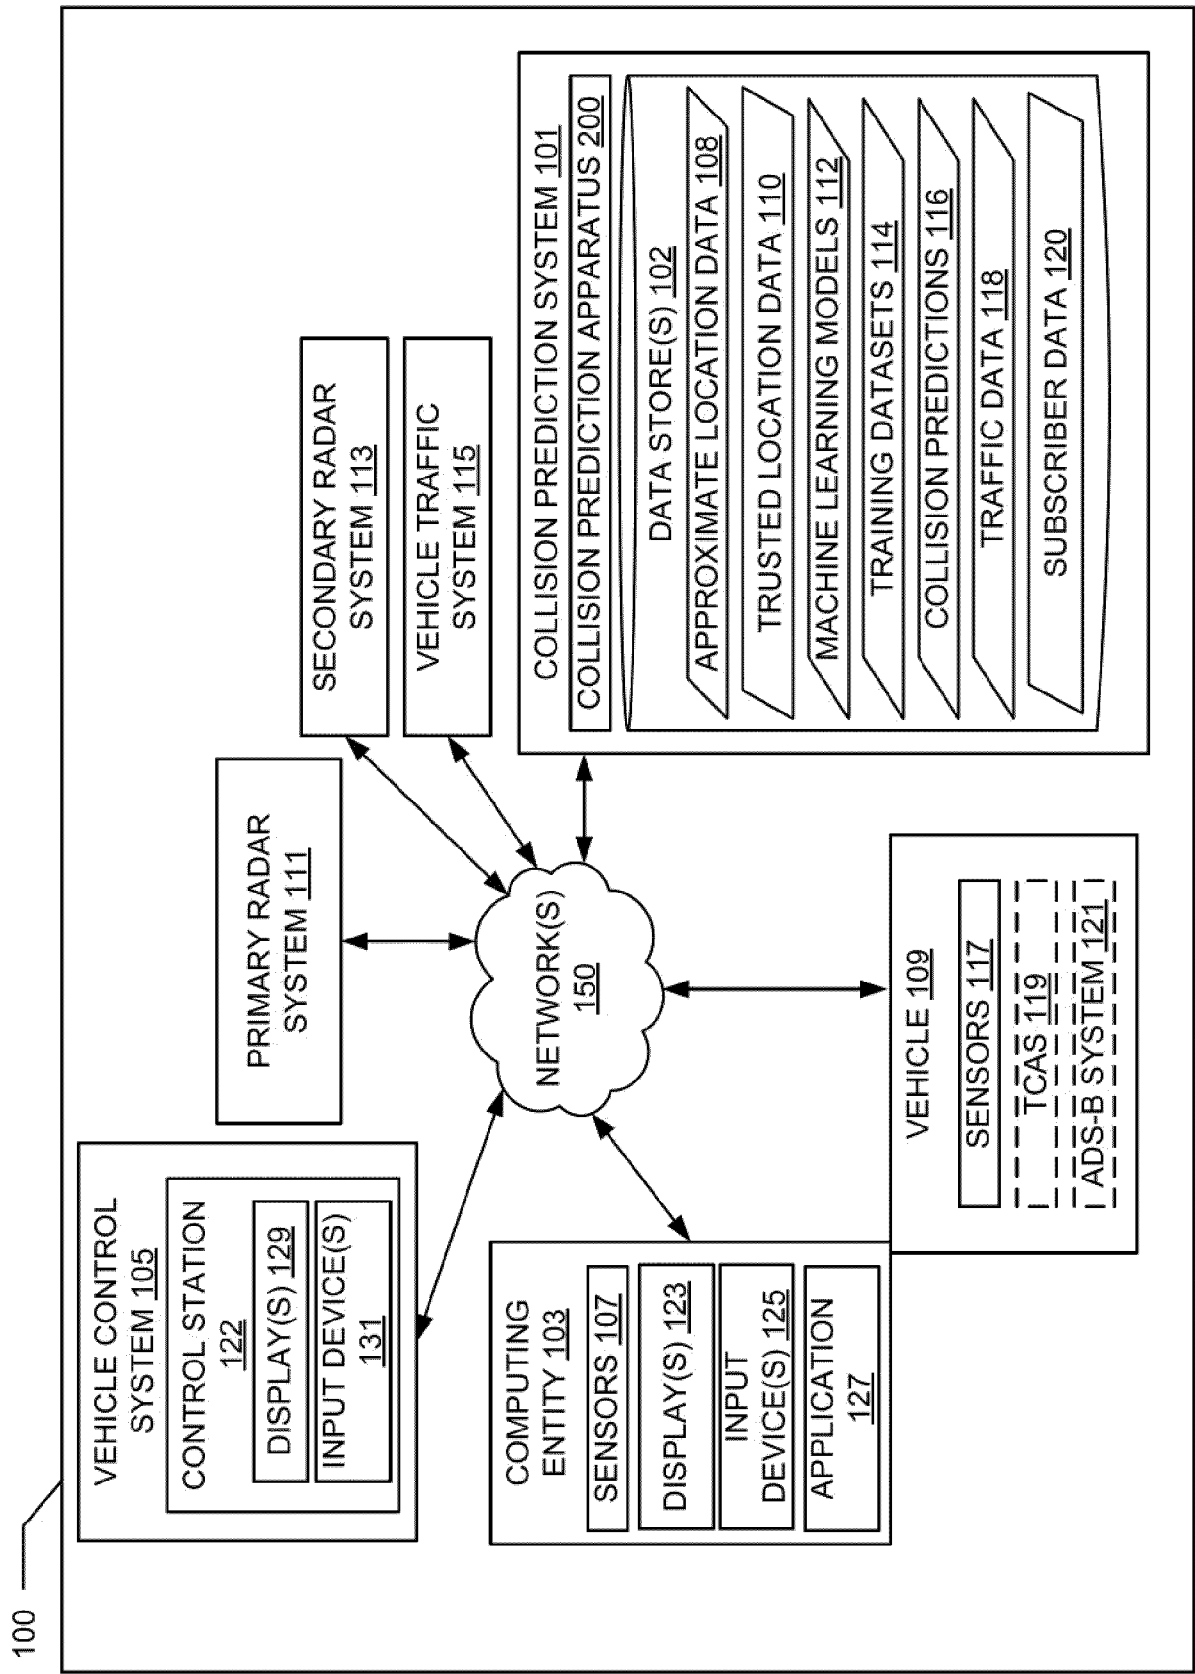 100
VEHICLE CONTROL
SYSTEM 105
CONTROL STATION
122
DISPLAY(S) 129
INPUT DEVICE(S)
131
PRIMARY RADAR
SYSTEM 111
SECONDARY RADAR
SYSTEM 113
VEHICLE TRAFFIC
SYSTEM 115
NETWORK(S)
150
COMPUTING
ENTITY 103
SENSORS 107
DISPLAY(S) 123
INPUT
DEVICE(S) 125
APPLICATION
127
VEHICLE 109
SENSORS 117
TCAS 119
ADS-B SYSTEM 121
COLLISION PREDICTION SYSTEM 101
COLLISION PREDICTION APPARATUS 200
DATA STORE(S) 102
APPROXIMATE LOCATION DATA 108
TRUSTED LOCATION DATA 110
MACHINE LEARNING MODELS 112
TRAINING DATASETS 114
COLLISION PREDICTIONS 116
TRAFFIC DATA 118
SUBSCRIBER DATA 120